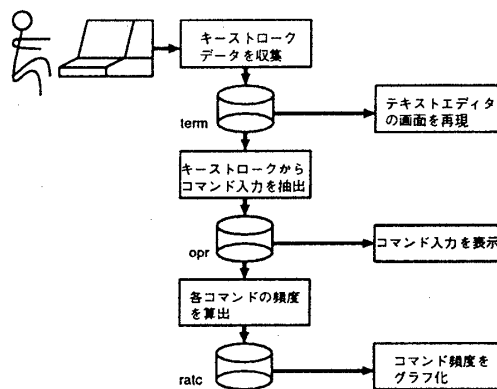 キーストローク
データを収集
term
テキストエディタ
の画面を再現
キーストロークから
コマンド入力を抽出
opr
コマンド入力を表示
各コマンドの頻度
を算出
ratc
コマンド頻度を
グラフ化